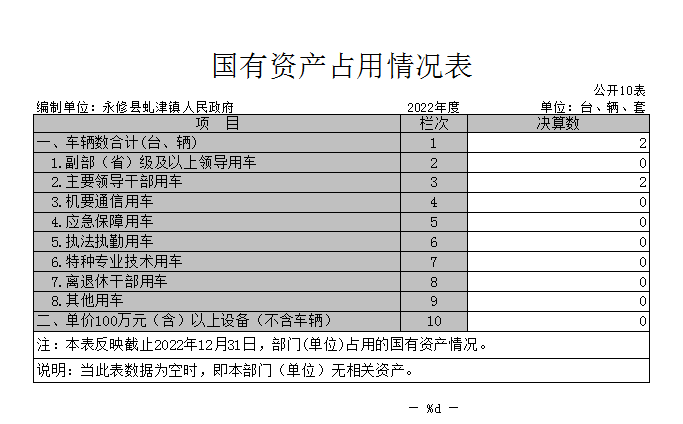 国有资产占用情况表
公开10表
编制单位：永修县虬津镇人民政府 2022年度 单位：台、辆、套
项　目 栏次 决算数
一、车辆数合计(台、辆) 1 2
1.副部（省）级及以上领导用车 2 0
2.主要领导干部用车 3 2
3.机要通信用车 4 0
4.应急保障用车 5 0
5.执法执勤用车 6 0
6.特种专业技术用车 7 0
7.离退休干部用车 8 0
8.其他用车 9 0
二、单价100万元（含）以上设备（不含车辆） 10 0
注：本表反映截止2022年12月31日，部门(单位)占用的国有资产情况。
说明：当此表数据为空时，即本部门（单位）无相关资产。
— %d —